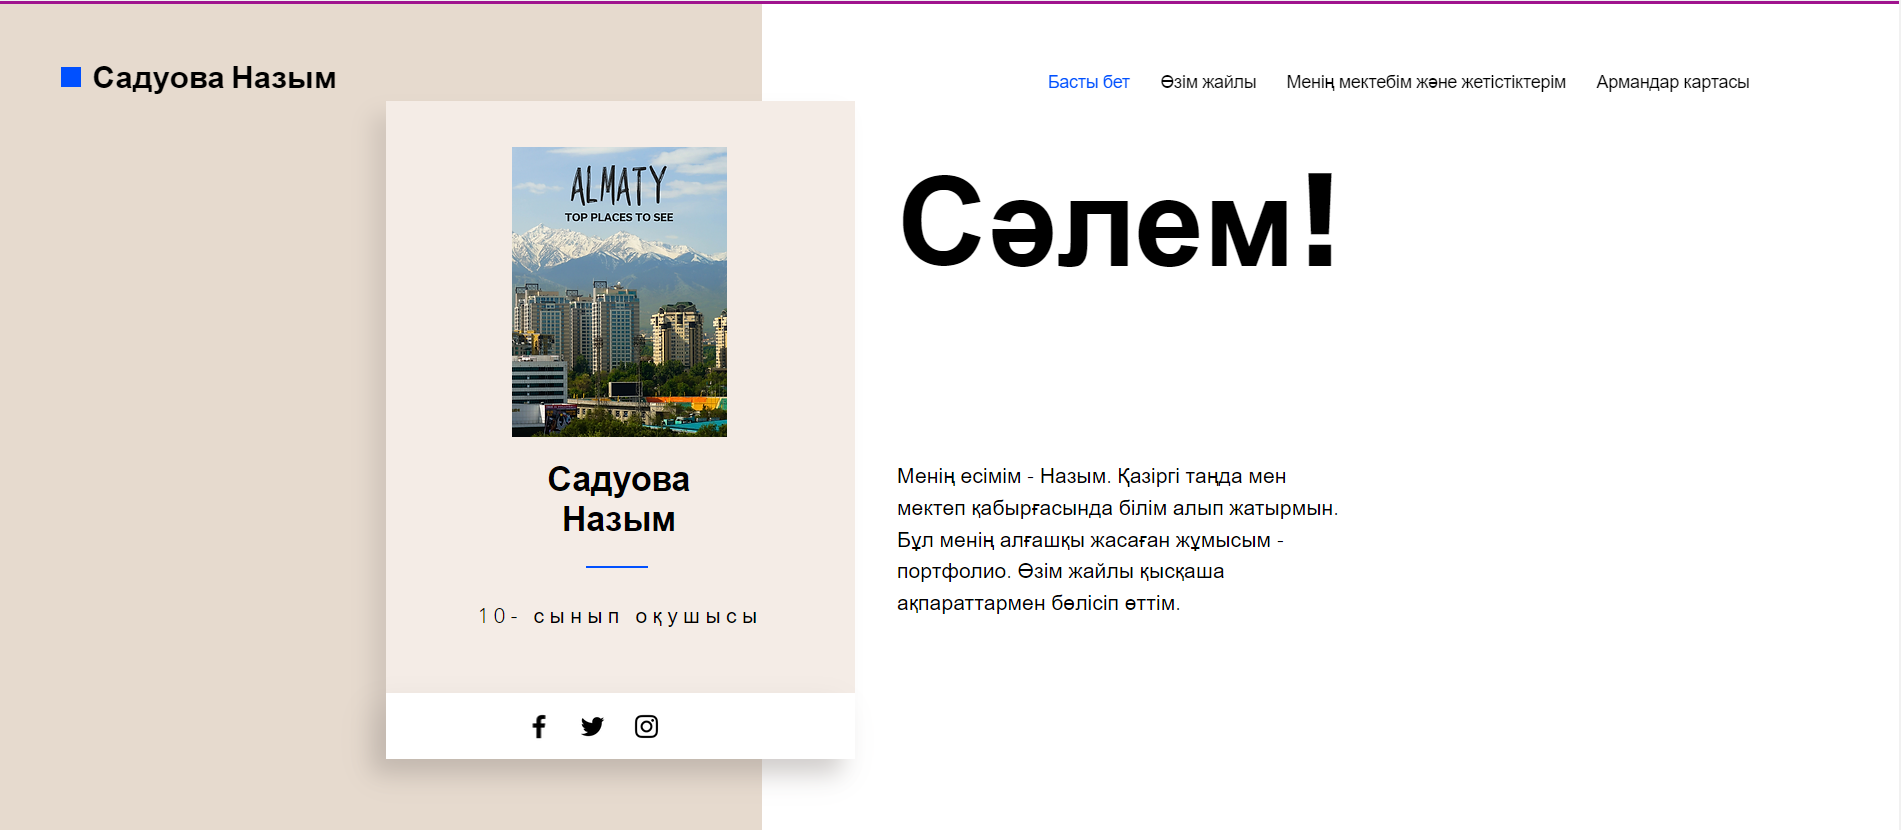 Садуова Назым
Басты бет
Өзім жайлы
Менің мектебім және жетістіктерім
Армандар картасы
ALMATY
TOP PLACES TO SEE
Садуова
Назым
10- сынып оқушысы
Сәлем!
Менің есімім - Назым. Қазіргі таңда мен
мектеп қабырғасында білім алып жатырмын.
Бұл менің алғашқы жасаған жұмысым -
портфолио. Өзім жайлы қысқаша
ақпараттармен бөлісіп өттім.